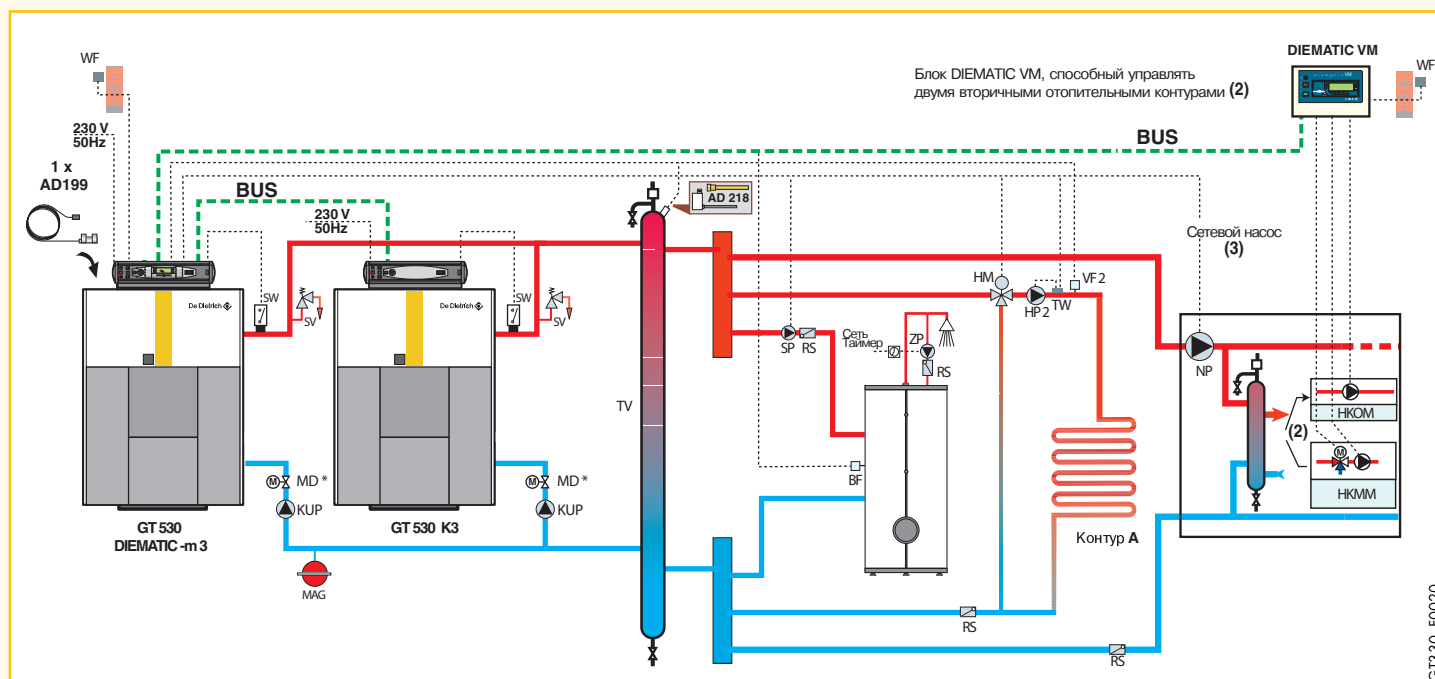 WF
DIEMATIC VM
WF
Блок DIEMATIC VM, способный управлять
двумя вторичными отопительными контурами (2)
VM
230 V
50Hz
BUS
1 x
AD199
BUS
230 V
50Hz
AD 218
Сетевой насос
(3)
De Dietrich
SW
SV
De Dietrich
SW
SV
HM
HP 2
TW
VF 2
SP
RS
Сеть
Таймер
ZP
RS
NP
TV
HKOM
(2)
M
HKMM
BF
M
MD *
KUP
M
MD *
KUP
GT 530
DIEMATIC -m 3
GT 530 K3
Контур А
MAG
RS
RS
GT330_50020